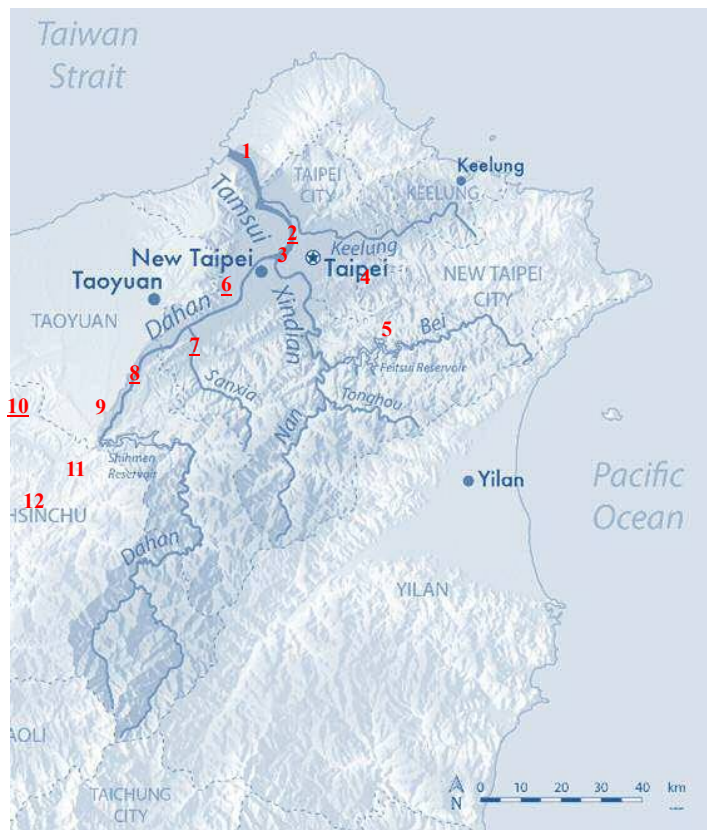 Taiwan
Strait
1
TAIPEI
CITY
Keelung
KEELUNG
Tamsui
2
Keelung
3
New Taipei
Taipei
4
NEW TAIPEI
CITY
6
Taoyuan
TAOYUAN
Dahan
Xindian
5
Bei
7
Feitsui Reservoir
8
Sanxia
Tonghou
10
9
Nan
Shihmen
Reservoir
11
12
HSINCHU
Yilan
Pacific
Ocean
Dahan
YILAN
AOLI
TAICHUNG
CITY
N
0 10 20 30 40 km